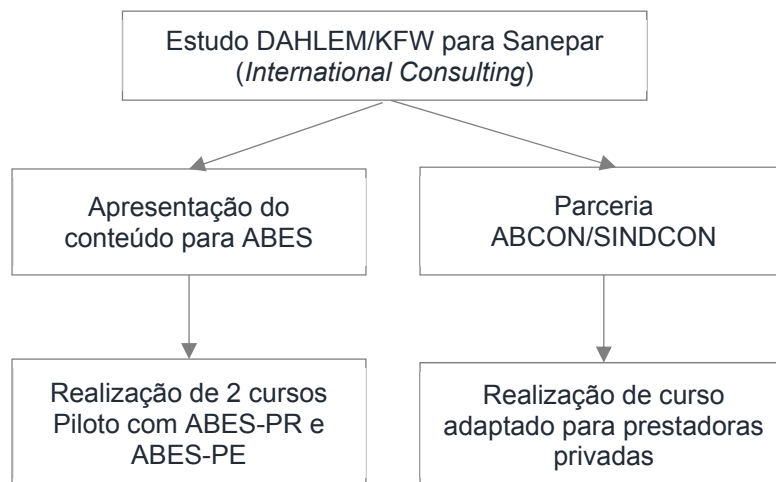 Estudo DAHLEM/KFW para Sanepar
(International Consulting)
Apresentação do
conteúdo para ABES
Parceria
ABCON/SINDCON
Realização de 2 cursos
Piloto com ABES-PR e
ABES-PE
Realização de curso
adaptado para prestadoras
privadas